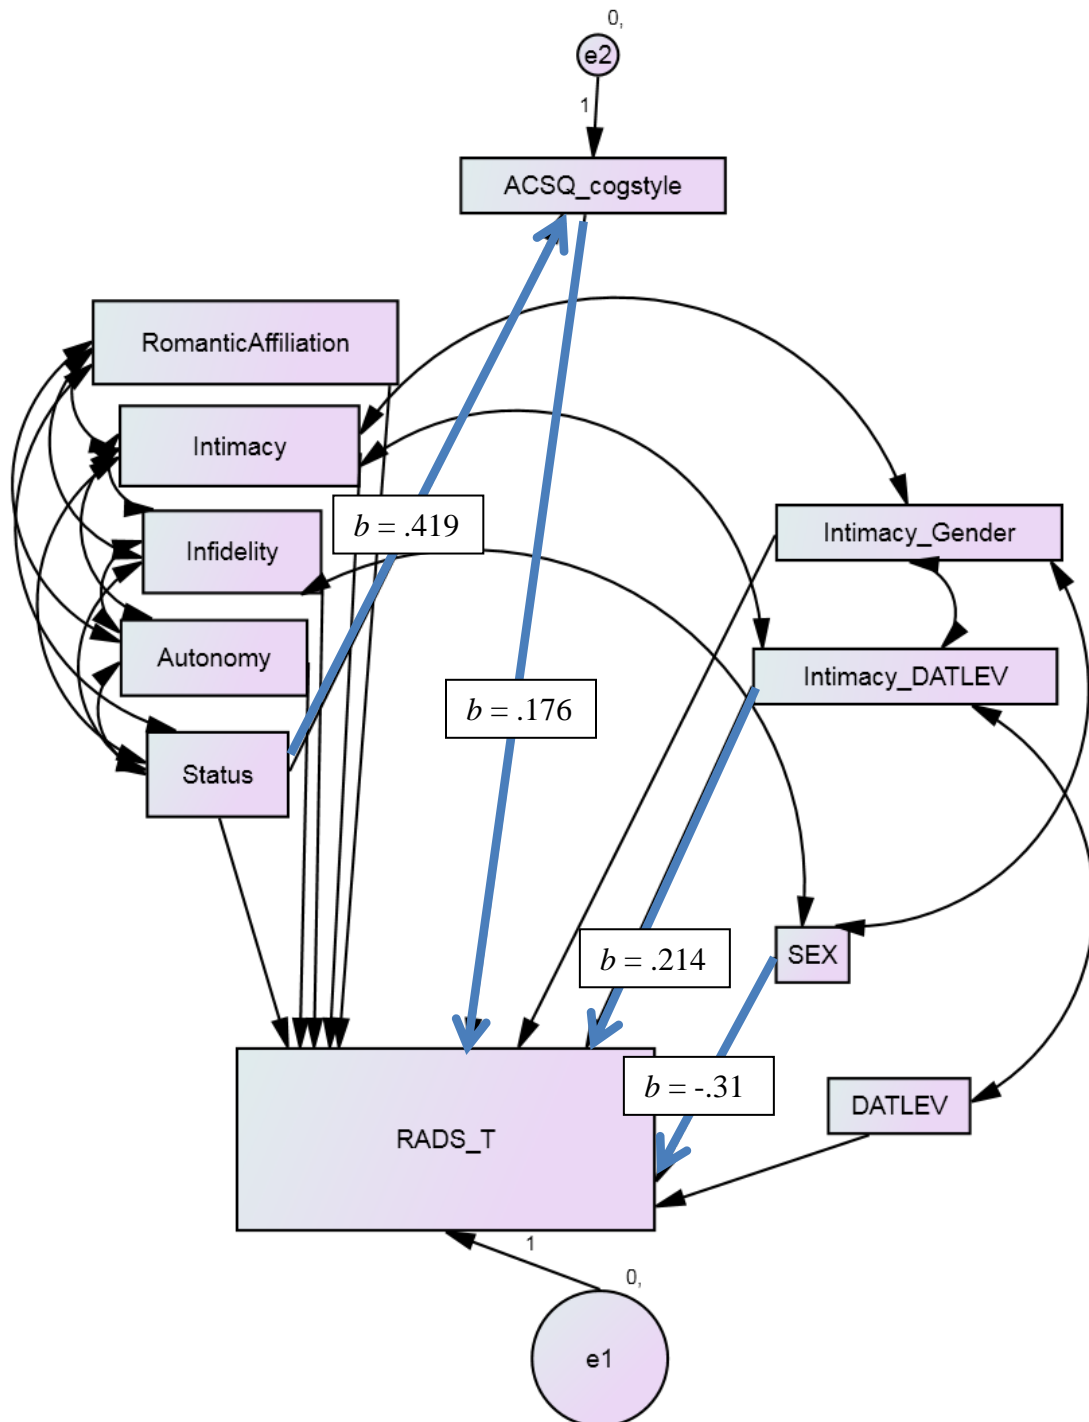 0,
e2
1
ACSQ_cogstyle
RomanticAffiliation
Intimacy
b = .419
Intimacy_Gender
Infidelity
Autonomy
Intimacy_DATLEV
b = .176
Status
b = .214
SEX
b = -.31
DATLEV
RADS_T
1
0,
e1